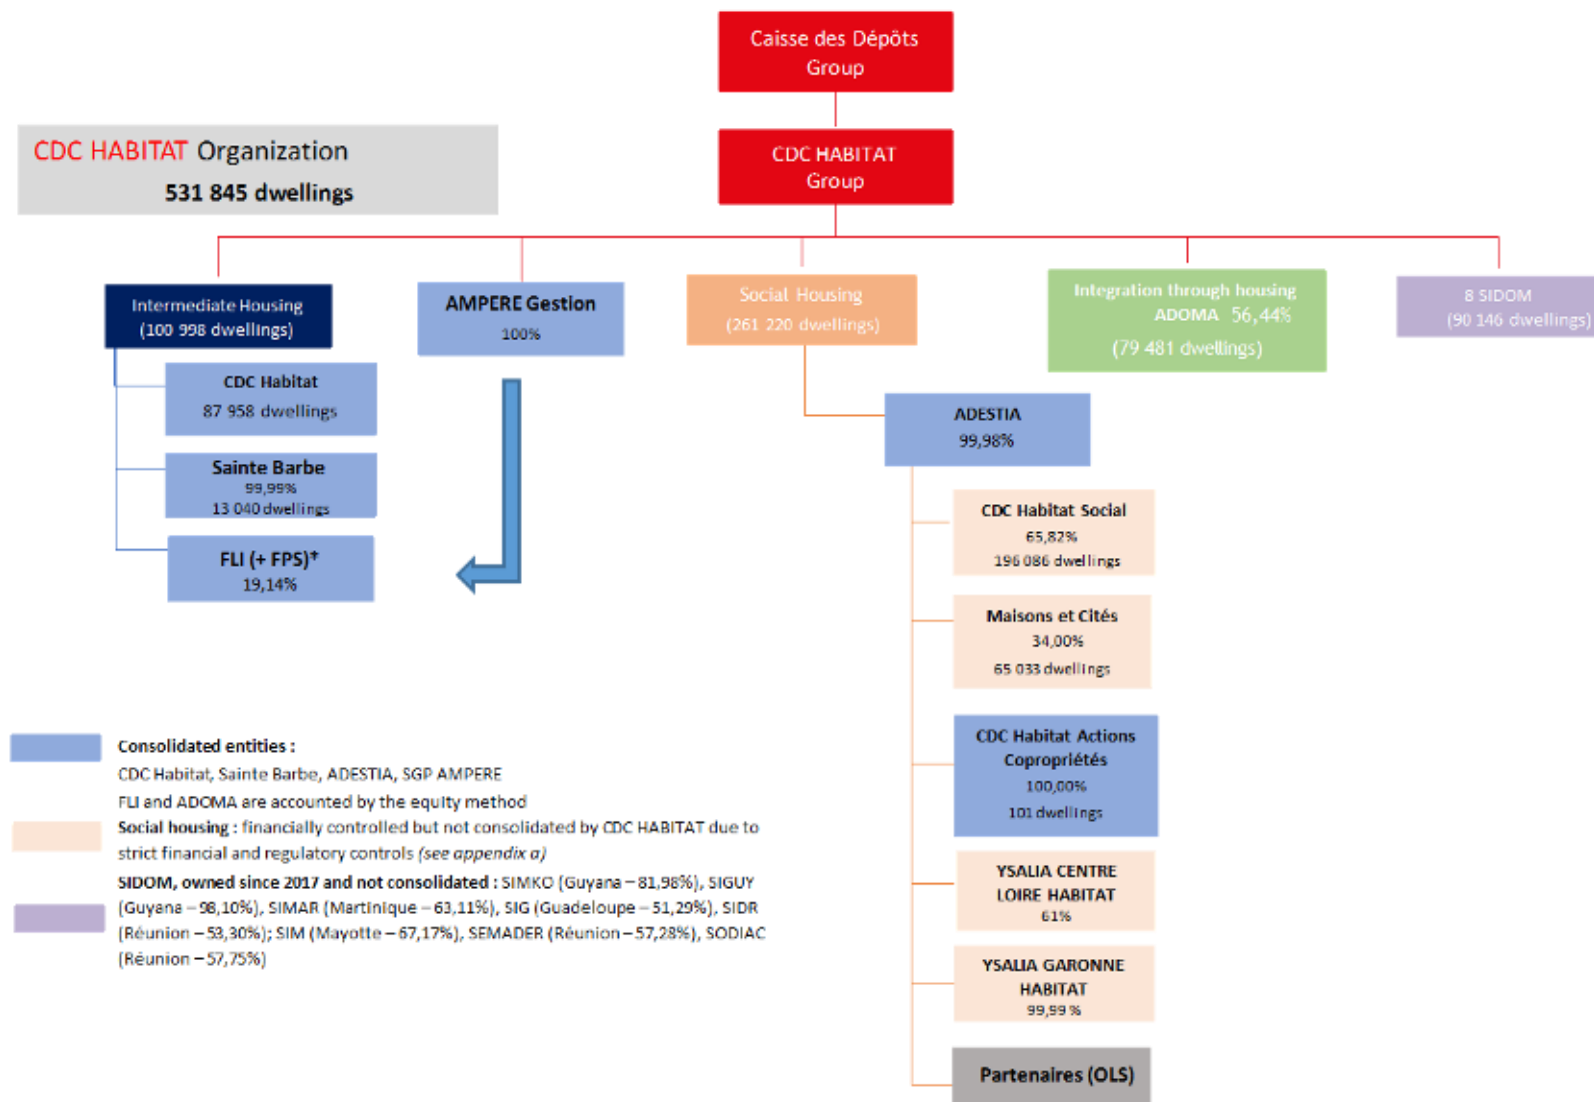 Caisse des Dépôts
Group
CDC HABITAT Organization
531 845 dwellings
CDC HABITAT
Group
Intermediate Housing
(100 998 dwellings)
AMPERE Gestion
100%
Social Housing
(261 220 dwellings)
Integration through housing
ADOMA 56,44%
(79 481 dwellings)
8 SIDOM
(90 146 dwellings)
CDC Habitat
87 958 dwellings
Sainte Barbe
99,99%
13 040 dwellings
FLI (+ FPS)*
19,14%
ADESTIA
99,98%
CDC Habitat Social
65,82%
196 086 dwellings
Maisons et Cités
34,00%
65 033 dwellings
CDC Habitat Actions
Copropriétés
100,00%
101 dwellings
YSALIA CENTRE
LOIRE HABITAT
61%
YSALIA GARONNE
HABITAT
99,99 %
Partenaires (OLS)
Consolidated entities :
CDC Habitat, Sainte Barbe, ADESTIA, SGP AMPERE
FLI and ADOMA are accounted by the equity method
Social housing : financially controlled but not consolidated by CDC HABITAT due to
strict financial and regulatory controls (see appendix a)
SIDOM, owned since 2017 and not consolidated : SIMKO (Guyana – 81,98%), SIGUY
(Guyana – 98,10%), SIMAR (Martinique – 63,11%), SIG (Guadeloupe – 51,29%), SIDR
(Réunion – 53,30%); SIM (Mayotte – 67,17%), SEMADER (Réunion – 57,28%), SODIAC
(Réunion – 57,75%)